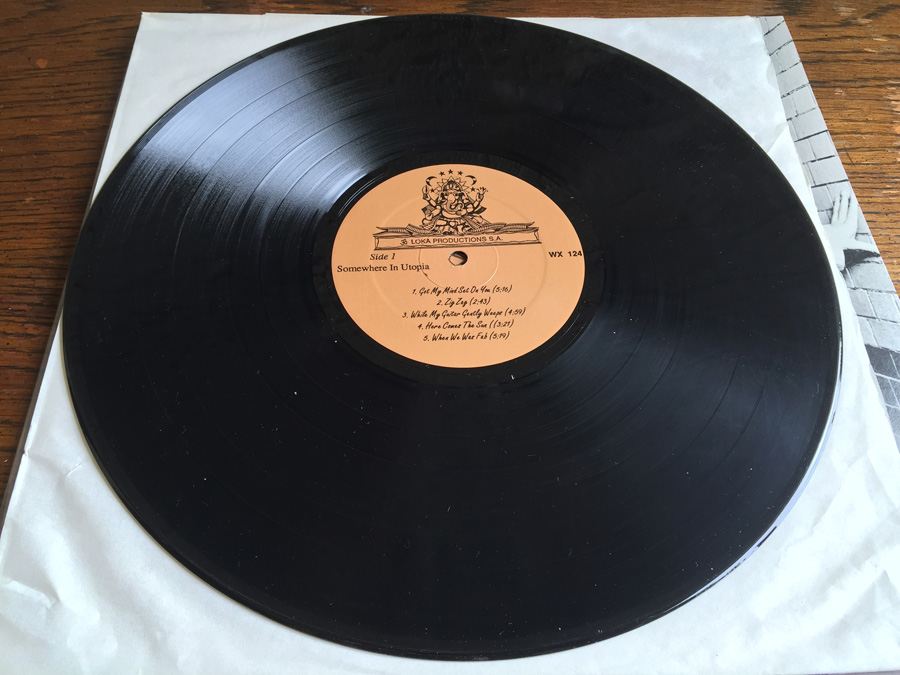 ॐ LOKA PRODUCTIONS S.A.
Side 1
WX 124
Somewhere In Utopia
1. Got My Mind Set On You (5:16)
2. Zig Zag (2:43)
3. While My Guitar Gently Weeps (4:59)
4. Here Comes The Sun ((3:21)
5. When We Was Fab (5:19)